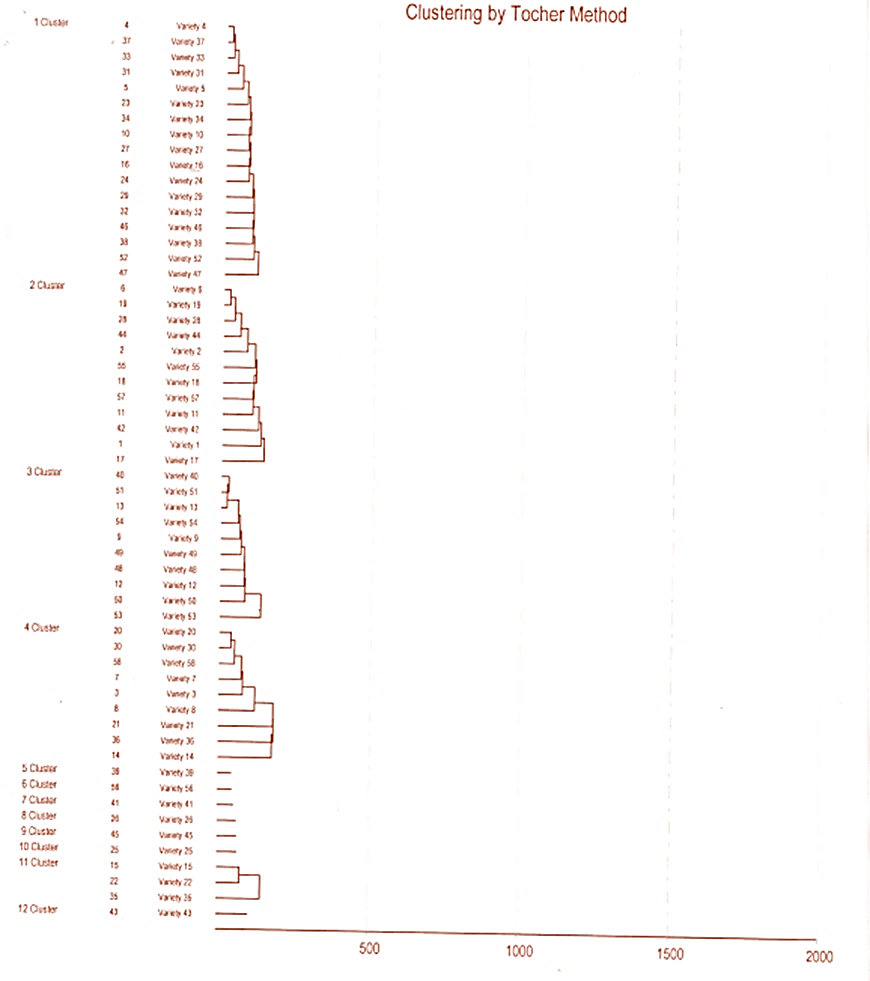 Clustering by Tocher Method
1 Cluster 4 Variety 4
37 Variety 37
33 Variety 33
31 Variety 31
5 Variety 5
23 Variety 23
34 Variety 34
10 Variety 10
27 Variety 27
16 Variety 16
24 Variety 24
29 Variety 29
32 Variety 32
46 Variety 46
38 Variety 38
52 Variety 52
47 Variety 47
2 Cluster 6 Variety 6
19 Variety 19
28 Variety 28
44 Variety 44
2 Variety 2
55 Variety 55
18 Variety 18
57 Variety 57
11 Variety 11
42 Variety 42
1 Variety 1
17 Variety 17
3 Cluster 40 Variety 40
51 Variety 51
13 Variety 13
54 Variety 54
9 Variety 9
49 Variety 49
48 Variety 48
12 Variety 12
50 Variety 50
53 Variety 53
4 Cluster 20 Variety 20
30 Variety 30
58 Variety 58
7 Variety 7
3 Variety 3
8 Variety 8
21 Variety 21
36 Variety 36
14 Variety 14
5 Cluster 39 Variety 39
6 Cluster 56 Variety 56
7 Cluster 41 Variety 41
8 Cluster 26 Variety 26
9 Cluster 45 Variety 45
10 Cluster 25 Variety 25
11 Cluster 15 Variety 15
22 Variety 22
35 Variety 35
12 Cluster 43 Variety 43
500 1000 1500 2000